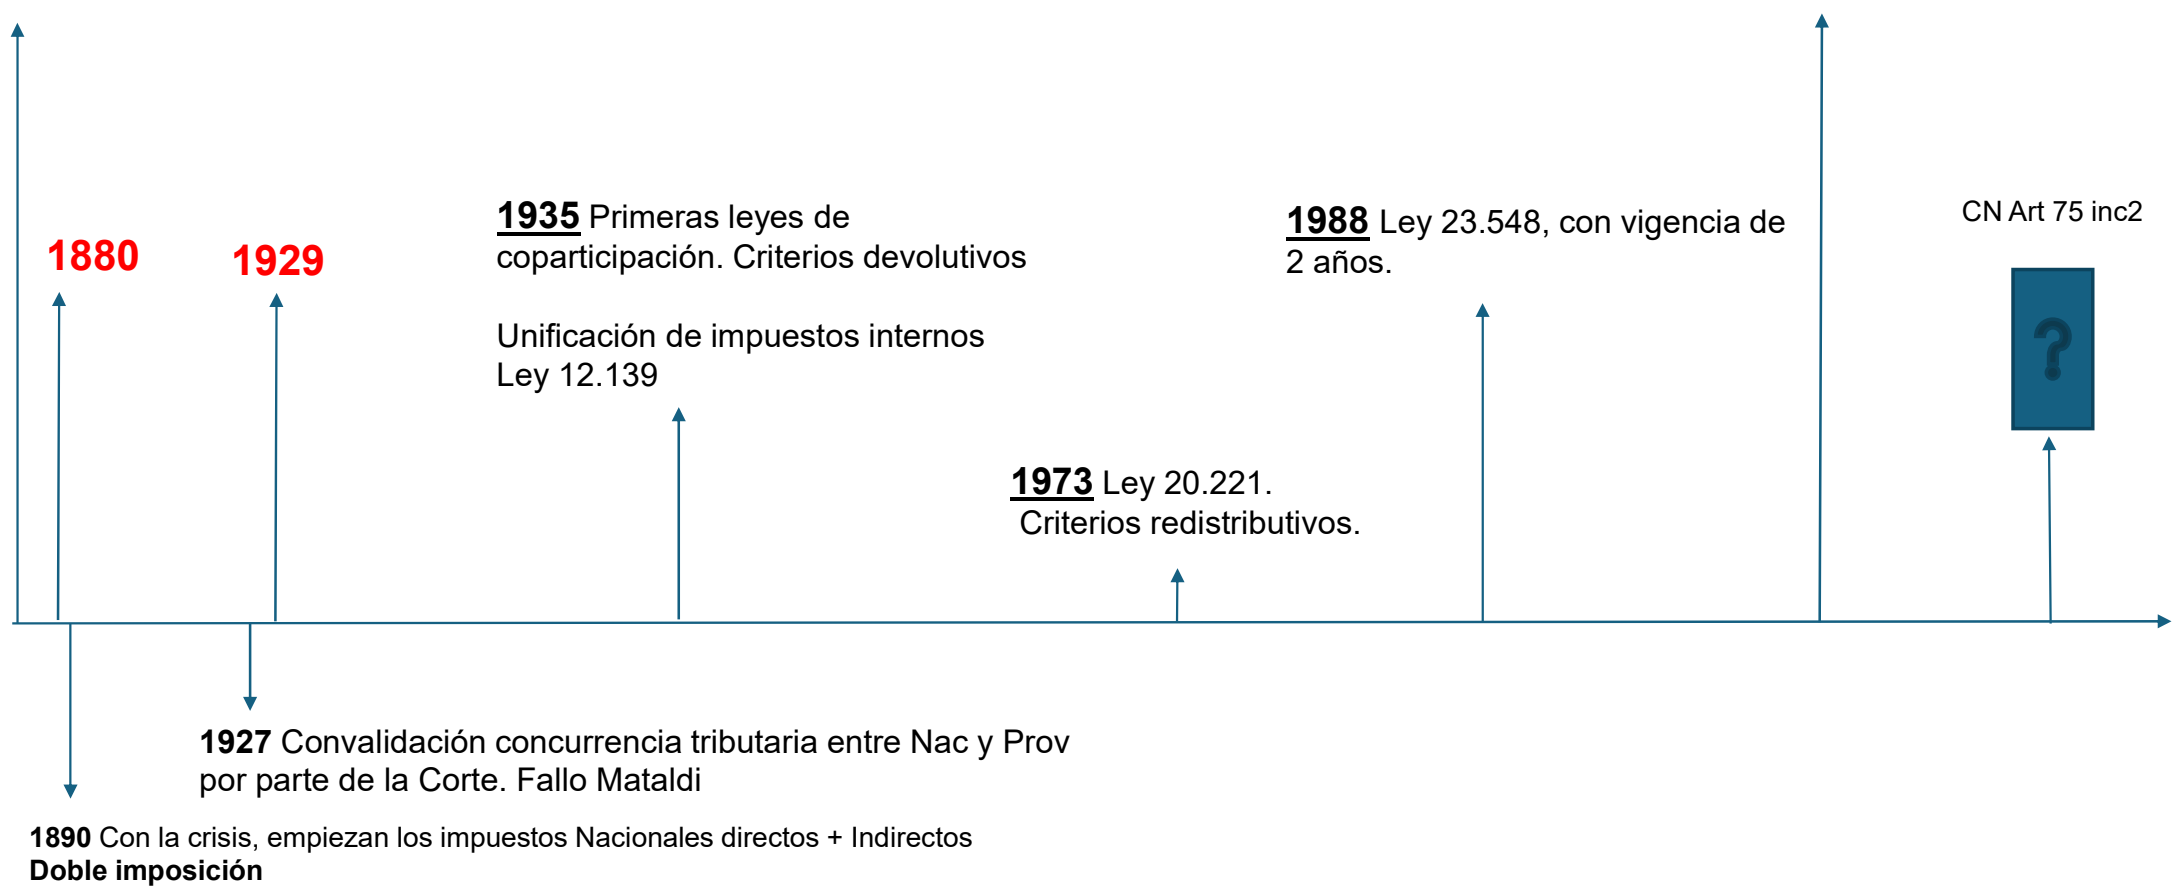 1880
1929
1935 Primeras leyes de
coparticipación. Criterios devolutivos
Unificación de impuestos internos
Ley 12.139
1973 Ley 20.221.
Criterios redistributivos.
1988 Ley 23.548, con vigencia de
2 años.
CN Art 75 inc2
?
1927 Convalidación concurrencia tributaria entre Nac y Prov
por parte de la Corte. Fallo Mataldi
1890 Con la crisis, empiezan los impuestos Nacionales directos + Indirectos
Doble imposición